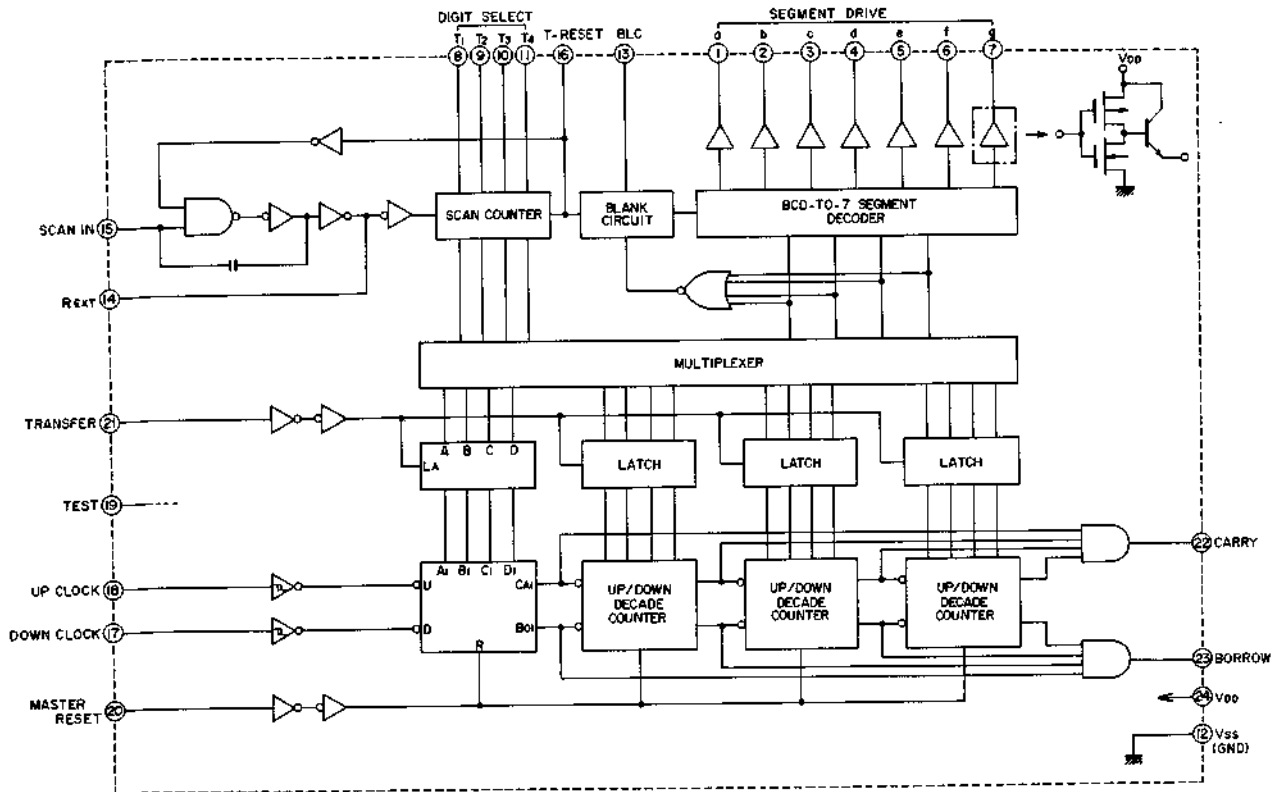 DIGIT SELECT
T1 T2 T3 T4
8 9 10 11
T-RESET
16
BLC
13
SEGMENT DRIVE
a b c d e f g
1 2 3 4 5 6 7
VDD
SCAN COUNTER
BLANK
CIRCUIT
BCD-TO-7 SEGMENT
DECODER
SCAN IN 15
REXT 14
MULTIPLEXER
TRANSFER 21
A B C D
LA
LATCH
LATCH
LATCH
TEST 19
A1 B1 C1 D1
U
D
R
CA1
BO1
UP/DOWN
DECADE
COUNTER
UP/DOWN
DECADE
COUNTER
UP/DOWN
DECADE
COUNTER
22 CARRY
UP CLOCK 18
DOWN CLOCK 17
23 BORROW
MASTER
RESET 20
24 VDD
12 VSS
(GND)